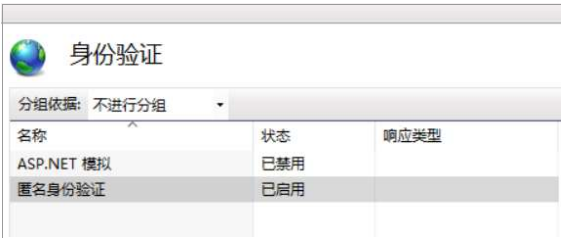 身份验证
分组依据: 不进行分组
名称 状态 响应类型
ASP.NET 模拟 已禁用
匿名身份验证 已启用